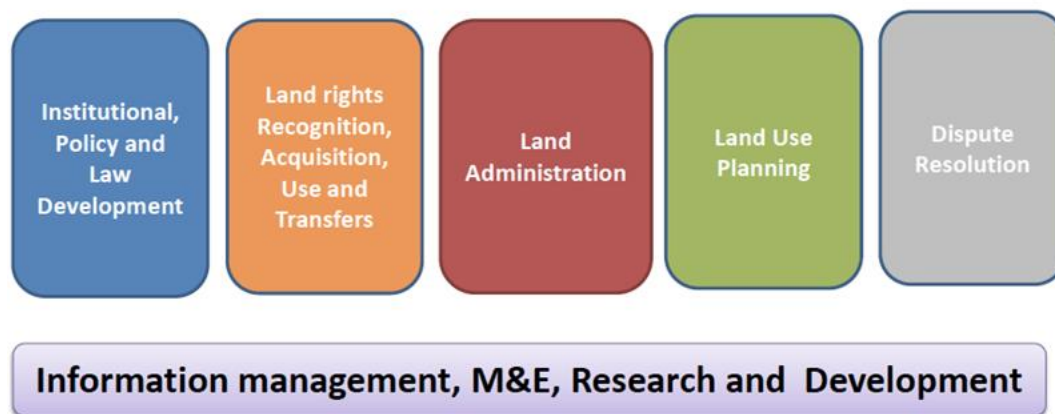 Institutional,
Policy and
Law
Development
Land rights
Recognition,
Acquisition,
Use and
Transfers
Land
Administration
Land Use
Planning
Dispute
Resolution
Information management, M&E, Research and Development